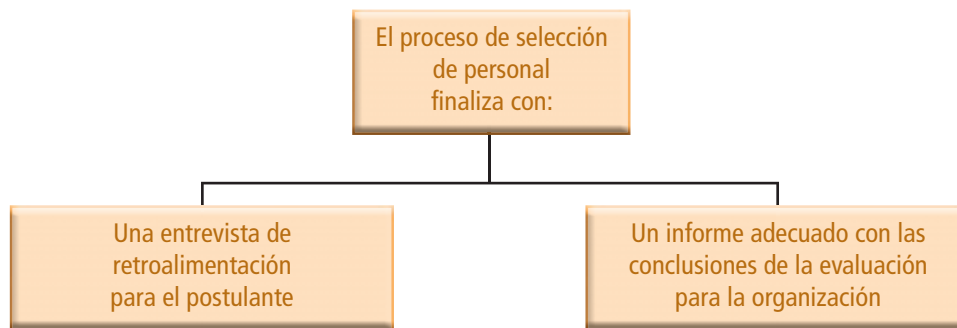 El proceso de selección
de personal
finaliza con:
Una entrevista de
retroalimentación
para el postulante
Un informe adecuado con las
conclusiones de la evaluación
para la organización